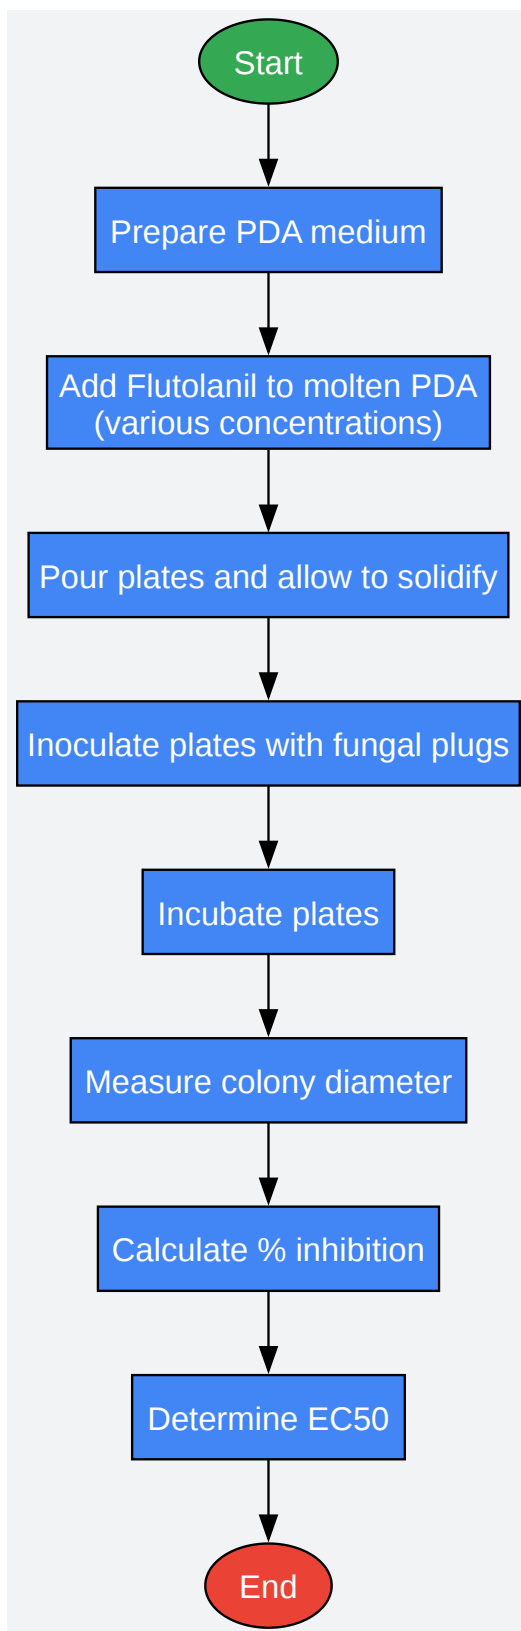 Start
Prepare PDA medium
Add Flutolanil to molten PDA
(various concentrations)
Pour plates and allow to solidify
Inoculate plates with fungal plugs
Incubate plates
Measure colony diameter
Calculate % inhibition
Determine EC50
End